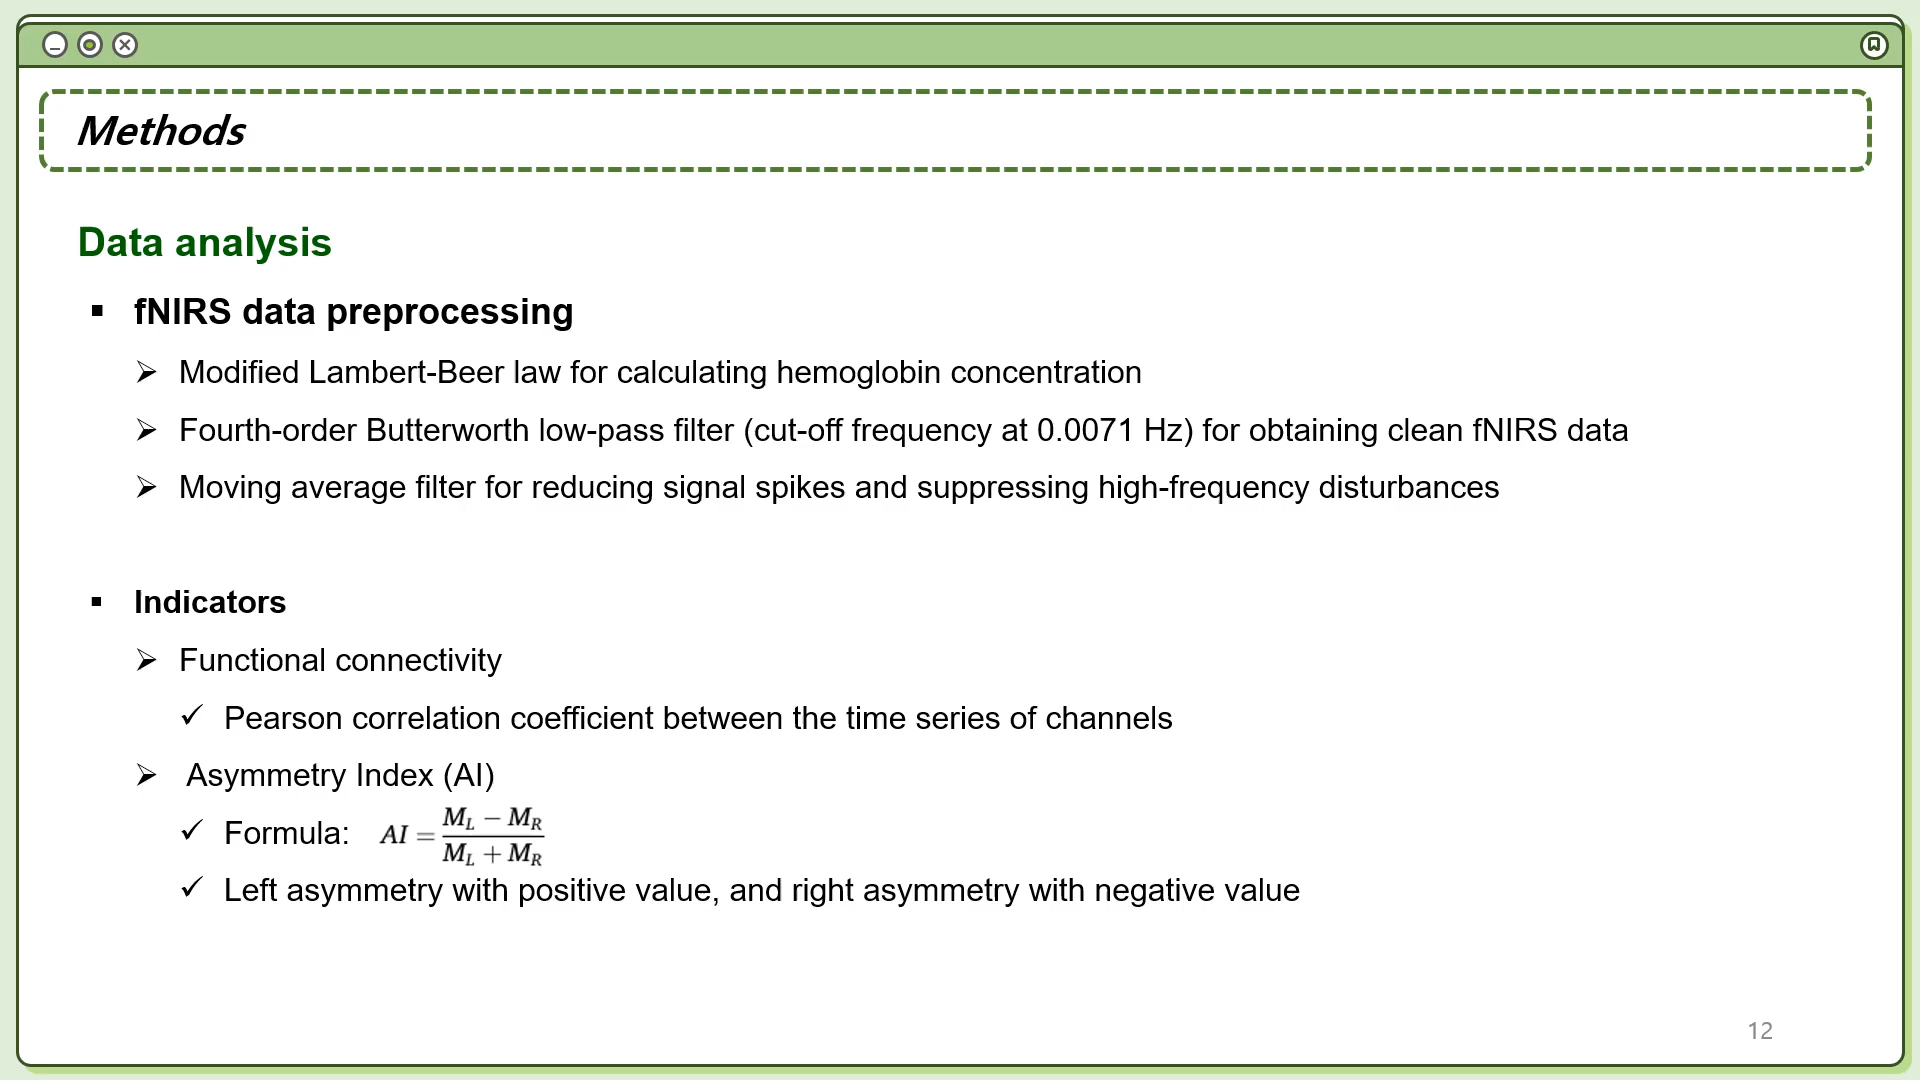 Methods
Data analysis
▪ fNIRS data preprocessing
➢ Modified Lambert-Beer law for calculating hemoglobin concentration
➢ Fourth-order Butterworth low-pass filter (cut-off frequency at 0.0071 Hz) for obtaining clean fNIRS data
➢ Moving average filter for reducing signal spikes and suppressing high-frequency disturbances
▪ Indicators
➢ Functional connectivity
✓ Pearson correlation coefficient between the time series of channels
➢ Asymmetry Index (AI)
✓ Formula: $AI = \frac{M_L - M_R}{M_L + M_R}$
✓ Left asymmetry with positive value, and right asymmetry with negative value
12